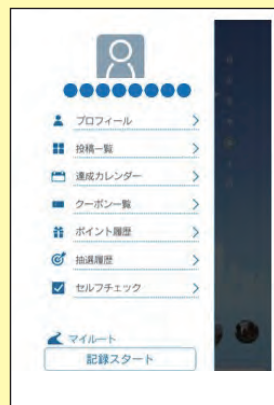 プロフィール
投稿一覧
達成カレンダー
クーポン一覧
ポイント履歴
抽選履歴
セルフチェック
マイルート
記録スタート